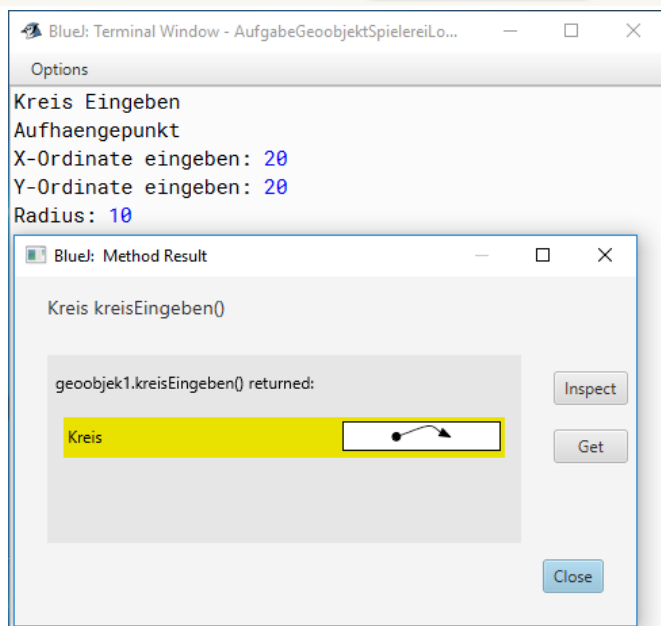 BlueJ: Terminal Window - AufgabeGeoobjektSpielereiLo...
Options
Kreis Eingeben
Aufhaengepunkt
X-Ordinate eingeben: 20
Y-Ordinate eingeben: 20
Radius: 10
BlueJ: Method Result
Kreis kreisEingeben()
geoobjek1.kreisEingeben() returned:
Inspect
Kreis
Get
Close